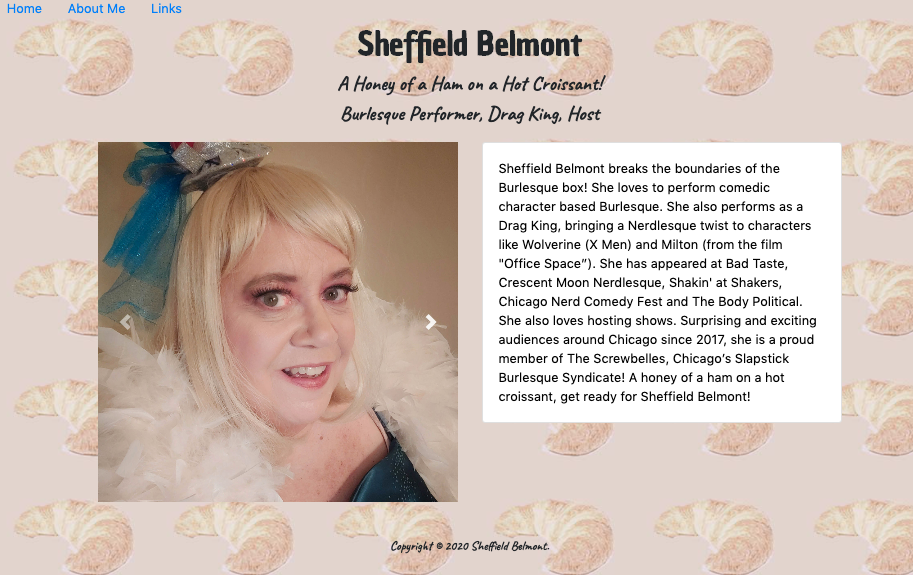 Home About Me Links
Sheffield Belmont
A Honey of a Ham on a Hot Croissant!
Burlesque Performer, Drag King, Host
Sheffield Belmont breaks the boundaries of the
Burlesque box! She loves to perform comedic
character based Burlesque. She also performs as a
Drag King, bringing a Nerdlesque twist to characters
like Wolverine (X Men) and Milton (from the film
"Office Space”). She has appeared at Bad Taste,
Crescent Moon Nerdlesque, Shakin' at Shakers,
Chicago Nerd Comedy Fest and The Body Political.
She also loves hosting shows. Surprising and exciting
audiences around Chicago since 2017, she is a proud
member of The Screwbelles, Chicago’s Slapstick
Burlesque Syndicate! A honey of a ham on a hot
croissant, get ready for Sheffield Belmont!
Copyright © 2020 Sheffield Belmont.